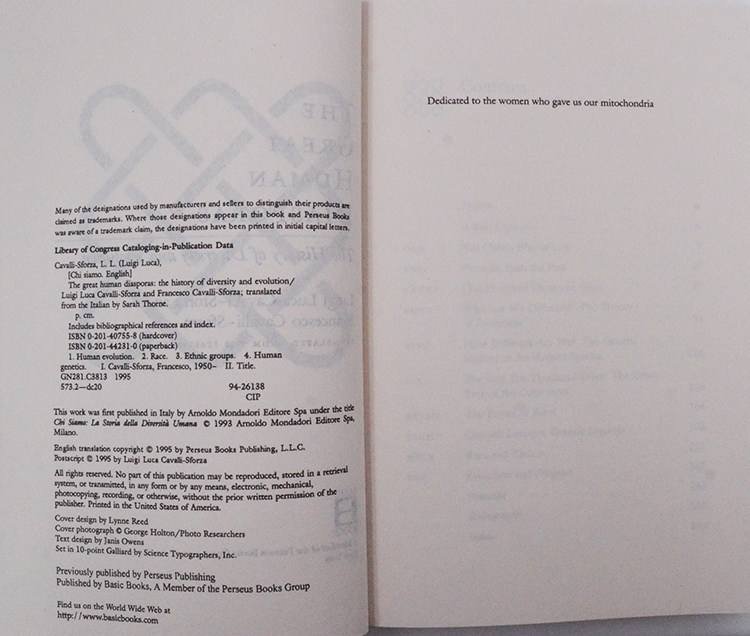 Many of the designations used by manufacturers and sellers to distinguish their products are
claimed as trademarks. Where those designations appear in this book and Perseus Books
was aware of a trademark claim, the designations have been printed in initial capital letters.
Library of Congress Cataloging-in-Publication Data
Cavalli-Sforza, L. L. (Luigi Luca),
[Chi siamo. English]
The great human diasporas: the history of diversity and evolution/
Luigi Luca Cavalli-Sforza and Francesco Cavalli-Sforza; translated
from the Italian by Sarah Thorne.
p. cm.
Includes bibliographical references and index.
ISBN 0-201-40755-8 (hardcover)
ISBN 0-201-44231-0 (paperback)
1. Human evolution. 2. Race. 3. Ethnic groups. 4. Human
genetics. I. Cavalli-Sforza, Francesco, 1950– II. Title.
GN281.C3813 1995
573.2—dc20 94-26138
CIP
This work was first published in Italy by Arnoldo Mondadori Editore Spa under the title
Chi Siamo: La Storia della Diversità Umana © 1993 Arnoldo Mondadori Editore Spa,
Milano.
English translation copyright © 1995 by Perseus Books Publishing, L.L.C.
Postscript © 1995 by Luigi Luca Cavalli-Sforza
All rights reserved. No part of this publication may be reproduced, stored in a retrieval
system, or transmitted, in any form or by any means, electronic, mechanical,
photocopying, recording, or otherwise, without the prior written permission of the
publisher. Printed in the United States of America.
Cover design by Lynne Reed
Cover photograph © George Holton/Photo Researchers
Text design by Janis Owens
Set in 10-point Galliard by Science Typographers, Inc.
Previously published by Perseus Publishing
Published by Basic Books, A Member of the Perseus Books Group
Find us on the World Wide Web at
http://www.basicbooks.com
Dedicated to the women who gave us our mitochondria